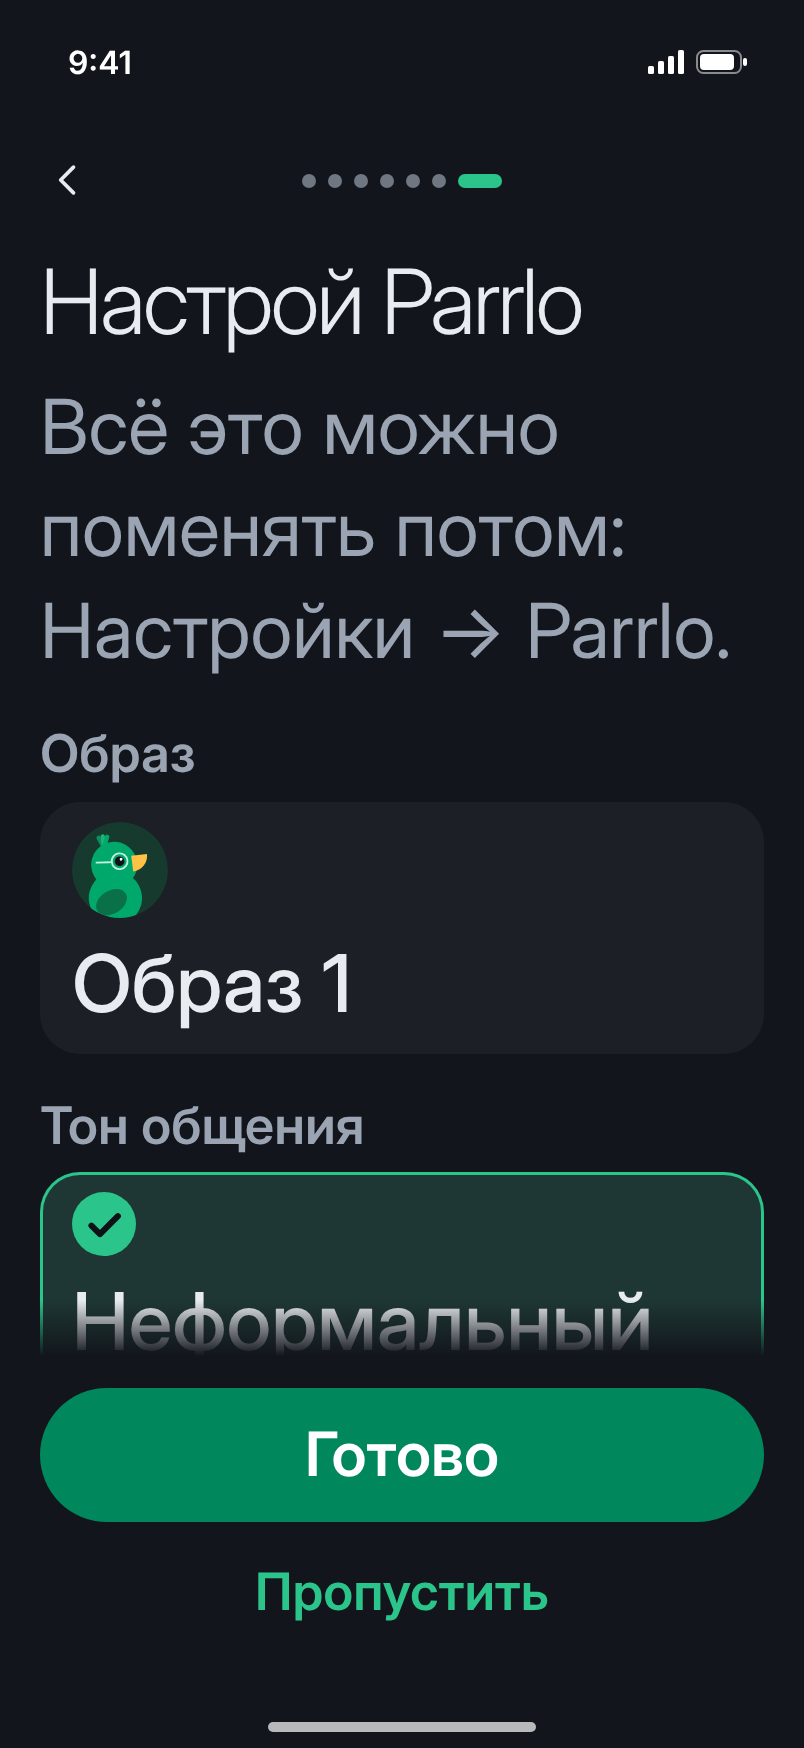 9:41
Настрой Parrlo
Всё это можно
поменять потом:
Настройки → Parrlo.
Образ
Образ 1
Тон общения
Неформальный
Готово
Пропустить